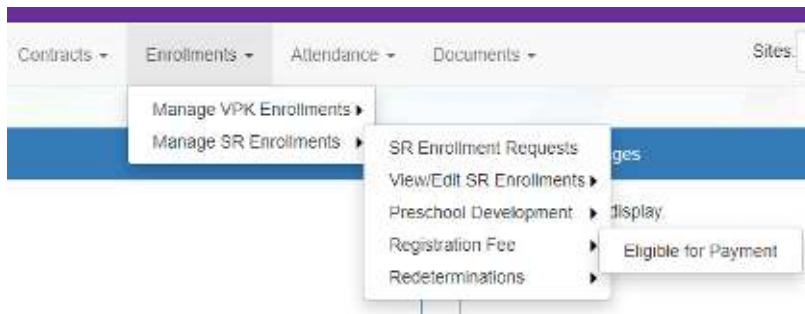 Contracts Enrollments Attendance Documents Sites:
Manage VPK Enrollments
Manage SR Enrollments
SR Enrollment Requests ges
View/Edit SR Enrollments
Preschool Development display.
Registration Fee Eligible for Payment
Redeterminations